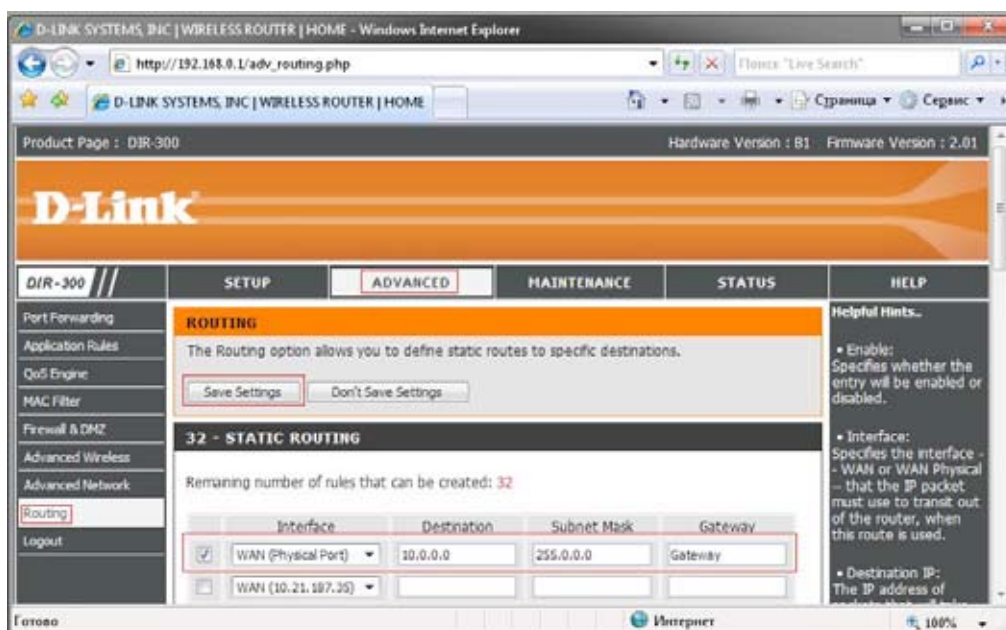 D-LINK SYSTEMS, INC | WIRELESS ROUTER | HOME - Windows Internet Explorer
http://192.168.0.1/adv_routing.php
Поиск "Live Search"
D-LINK SYSTEMS, INC | WIRELESS ROUTER | HOME
Страница
Сервис
Product Page : DIR-300
Hardware Version : B1
Firmware Version : 2.01
D-Link
DIR-300
SETUP
ADVANCED
MAINTENANCE
STATUS
HELP
Port Forwarding
Application Rules
QoS Engine
MAC Filter
Firewall & DMZ
Advanced Wireless
Advanced Network
Routing
Logout
ROUTING
The Routing option allows you to define static routes to specific destinations.
Save Settings
Don't Save Settings
32 - STATIC ROUTING
Remaining number of rules that can be created: 32
Interface
Destination
Subnet Mask
Gateway
WAN (Physical Port)
10.0.0.0
255.0.0.0
Gateway
WAN (10.21.187.35)
Helpful Hints..
• Enable:
Specifies whether the
entry will be enabled or
disabled.
• Interface:
Specifies the interface -
- WAN or WAN Physical
-- that the IP packet
must use to transit out
of the router, when
this route is used.
• Destination IP:
The IP address of
Готово
Интернет
100%